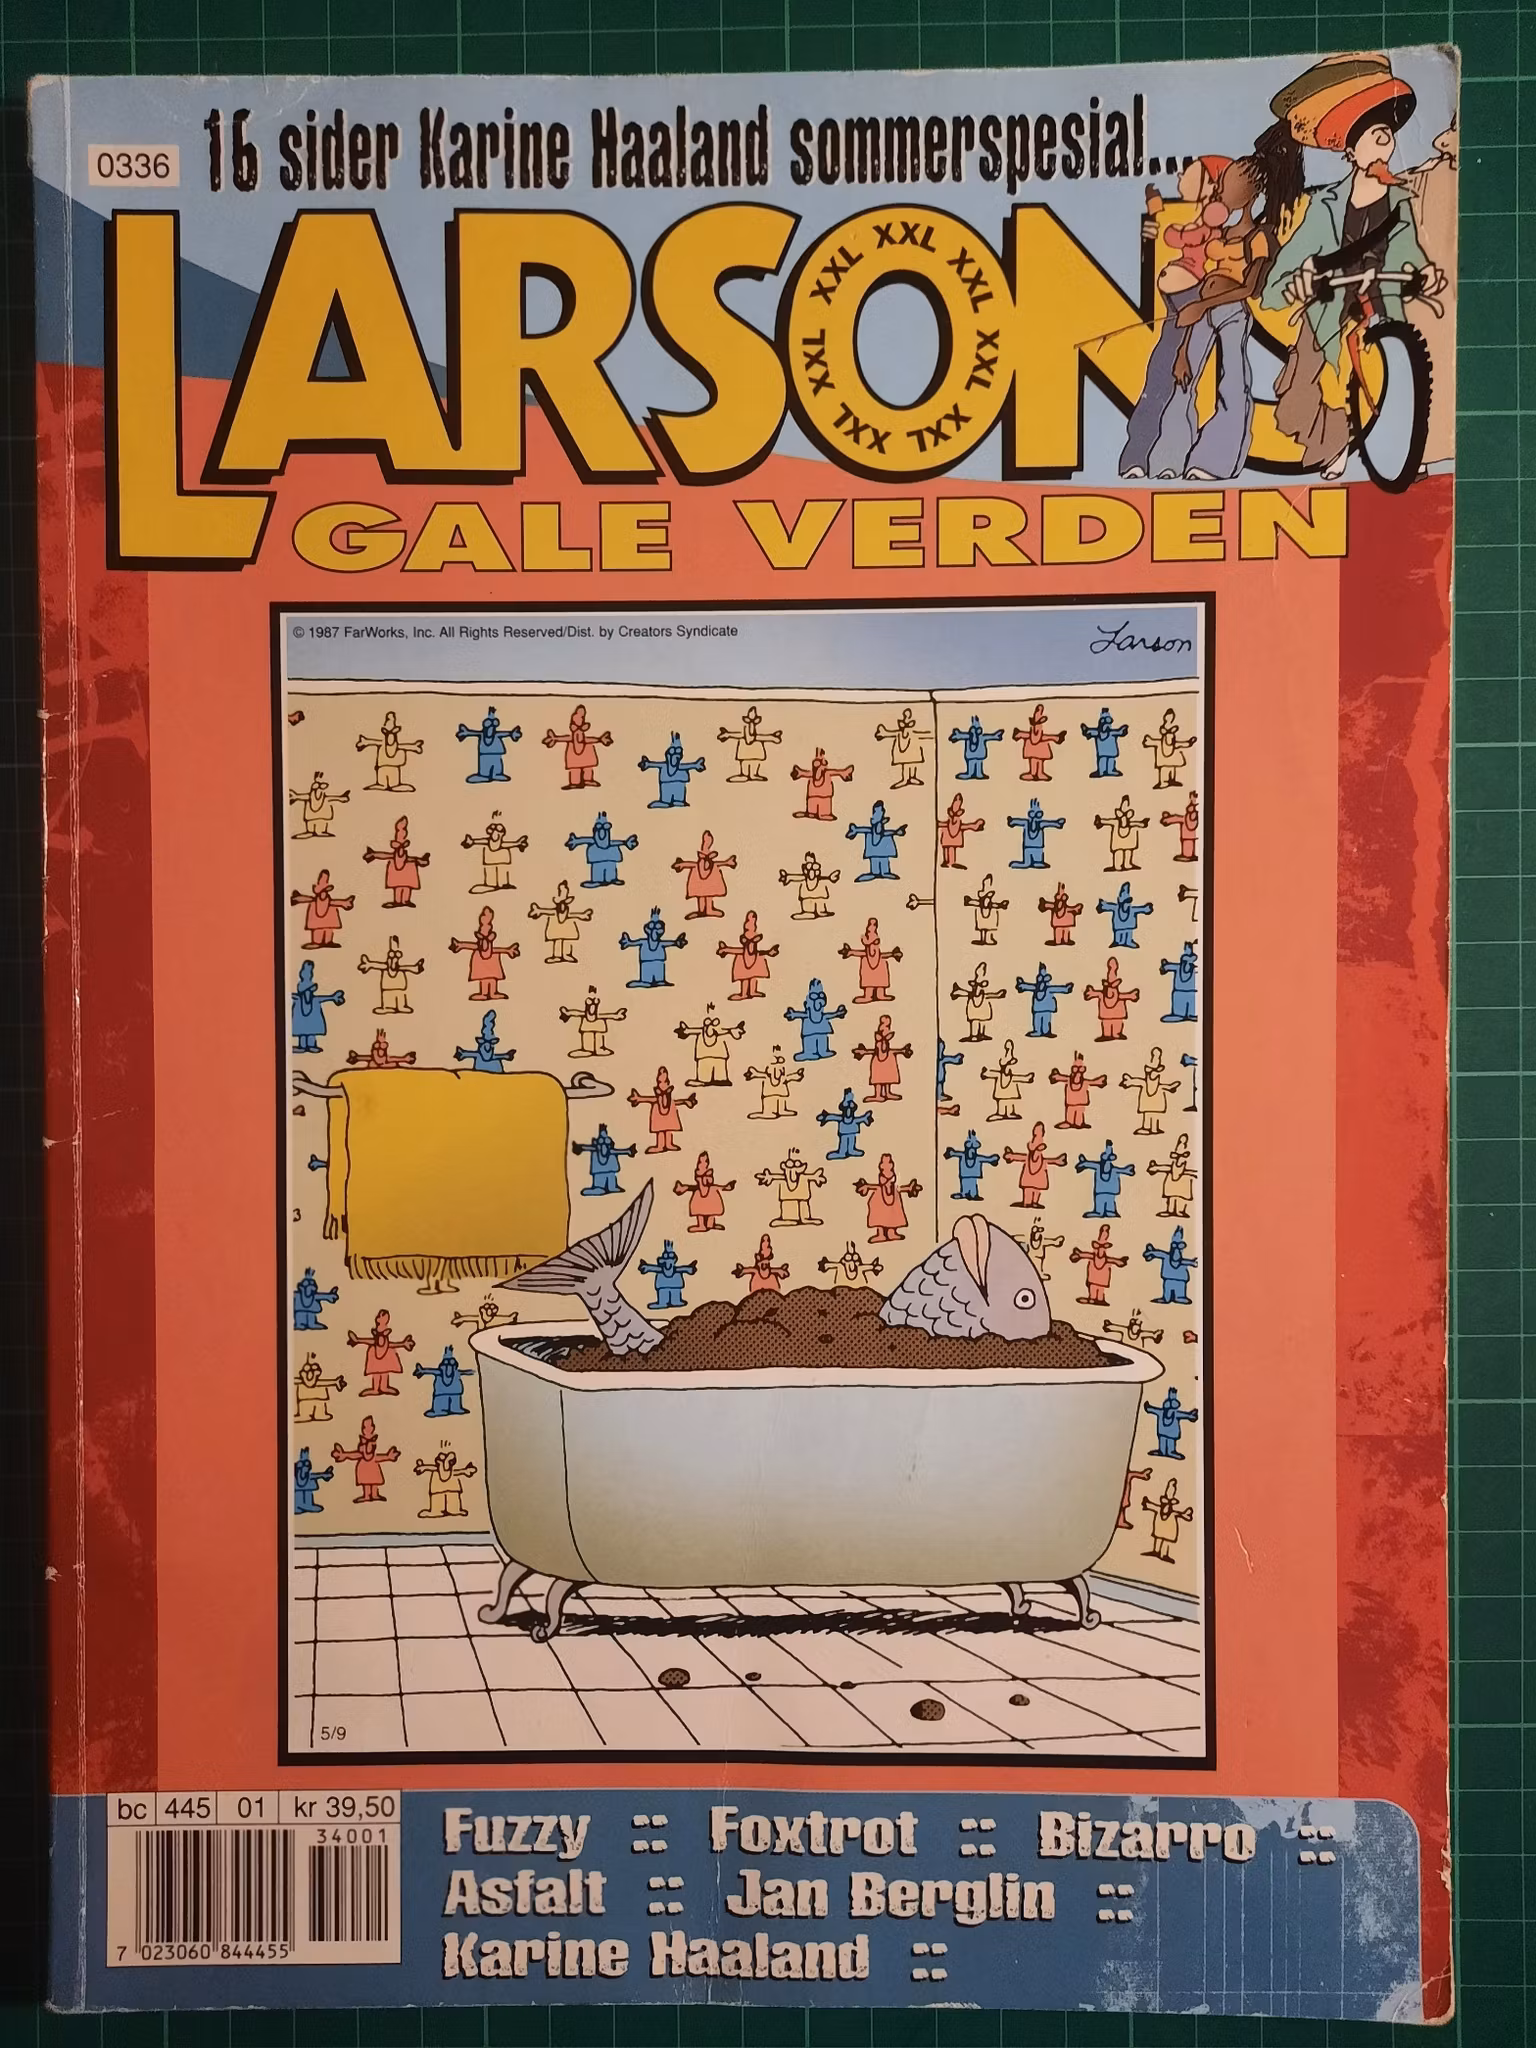 16 sider Karine Haaland sommerspesial...
0336
LARSONS
XXL XXL XXL XXL XXL XXL XXL
GALE VERDEN
© 1987 FarWorks, Inc. All Rights Reserved/Dist. by Creators Syndicate
Larson
5/9
bc 445 01 kr 39,50
34001
7 023060 844455
Fuzzy :: Foxtrot :: Bizarro ::
Asfalt :: Jan Berglin ::
Karine Haaland ::